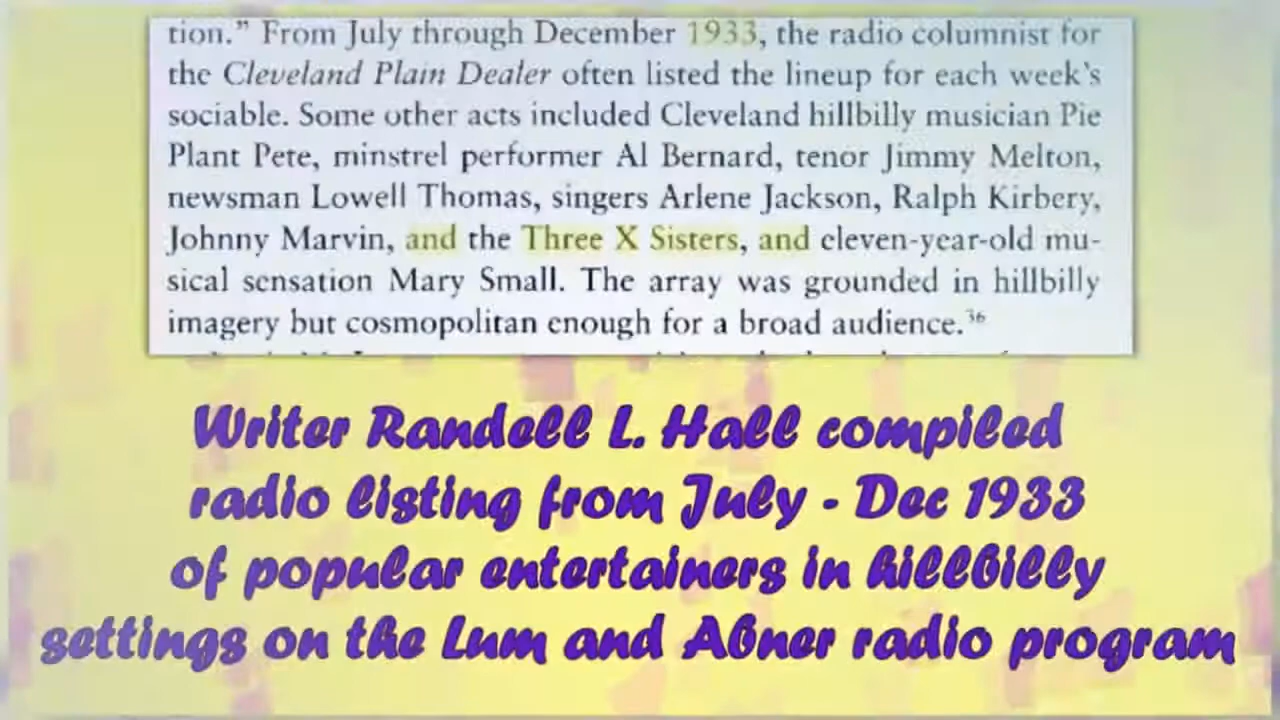 tion.” From July through December 1933, the radio columnist for
the Cleveland Plain Dealer often listed the lineup for each week's
sociable. Some other acts included Cleveland hillbilly musician Pie
Plant Pete, minstrel performer Al Bernard, tenor Jimmy Melton,
newsman Lowell Thomas, singers Arlene Jackson, Ralph Kirbery,
Johnny Marvin, and the Three X Sisters, and eleven-year-old mu-
sical sensation Mary Small. The array was grounded in hillbilly
imagery but cosmopolitan enough for a broad audience.36
Writer Randell L. Hall compiled
radio listing from July - Dec 1933
of popular entertainers in hillbilly
settings on the Lum and Abner radio program